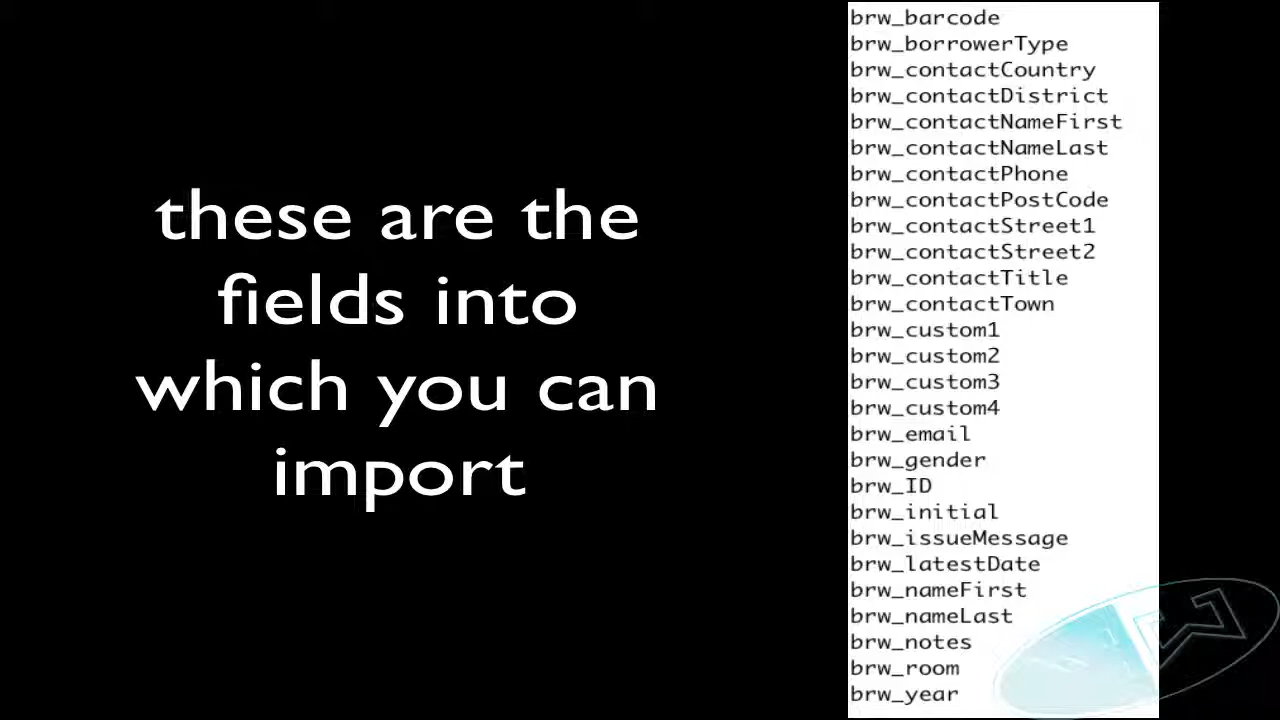 these are the
fields into
which you can
import
brw_barcode
brw_borrowerType
brw_contactCountry
brw_contactDistrict
brw_contactNameFirst
brw_contactNameLast
brw_contactPhone
brw_contactPostCode
brw_contactStreet1
brw_contactStreet2
brw_contactTitle
brw_contactTown
brw_custom1
brw_custom2
brw_custom3
brw_custom4
brw_email
brw_gender
brw_ID
brw_initial
brw_issueMessage
brw_latestDate
brw_nameFirst
brw_nameLast
brw_notes
brw_room
brw_year